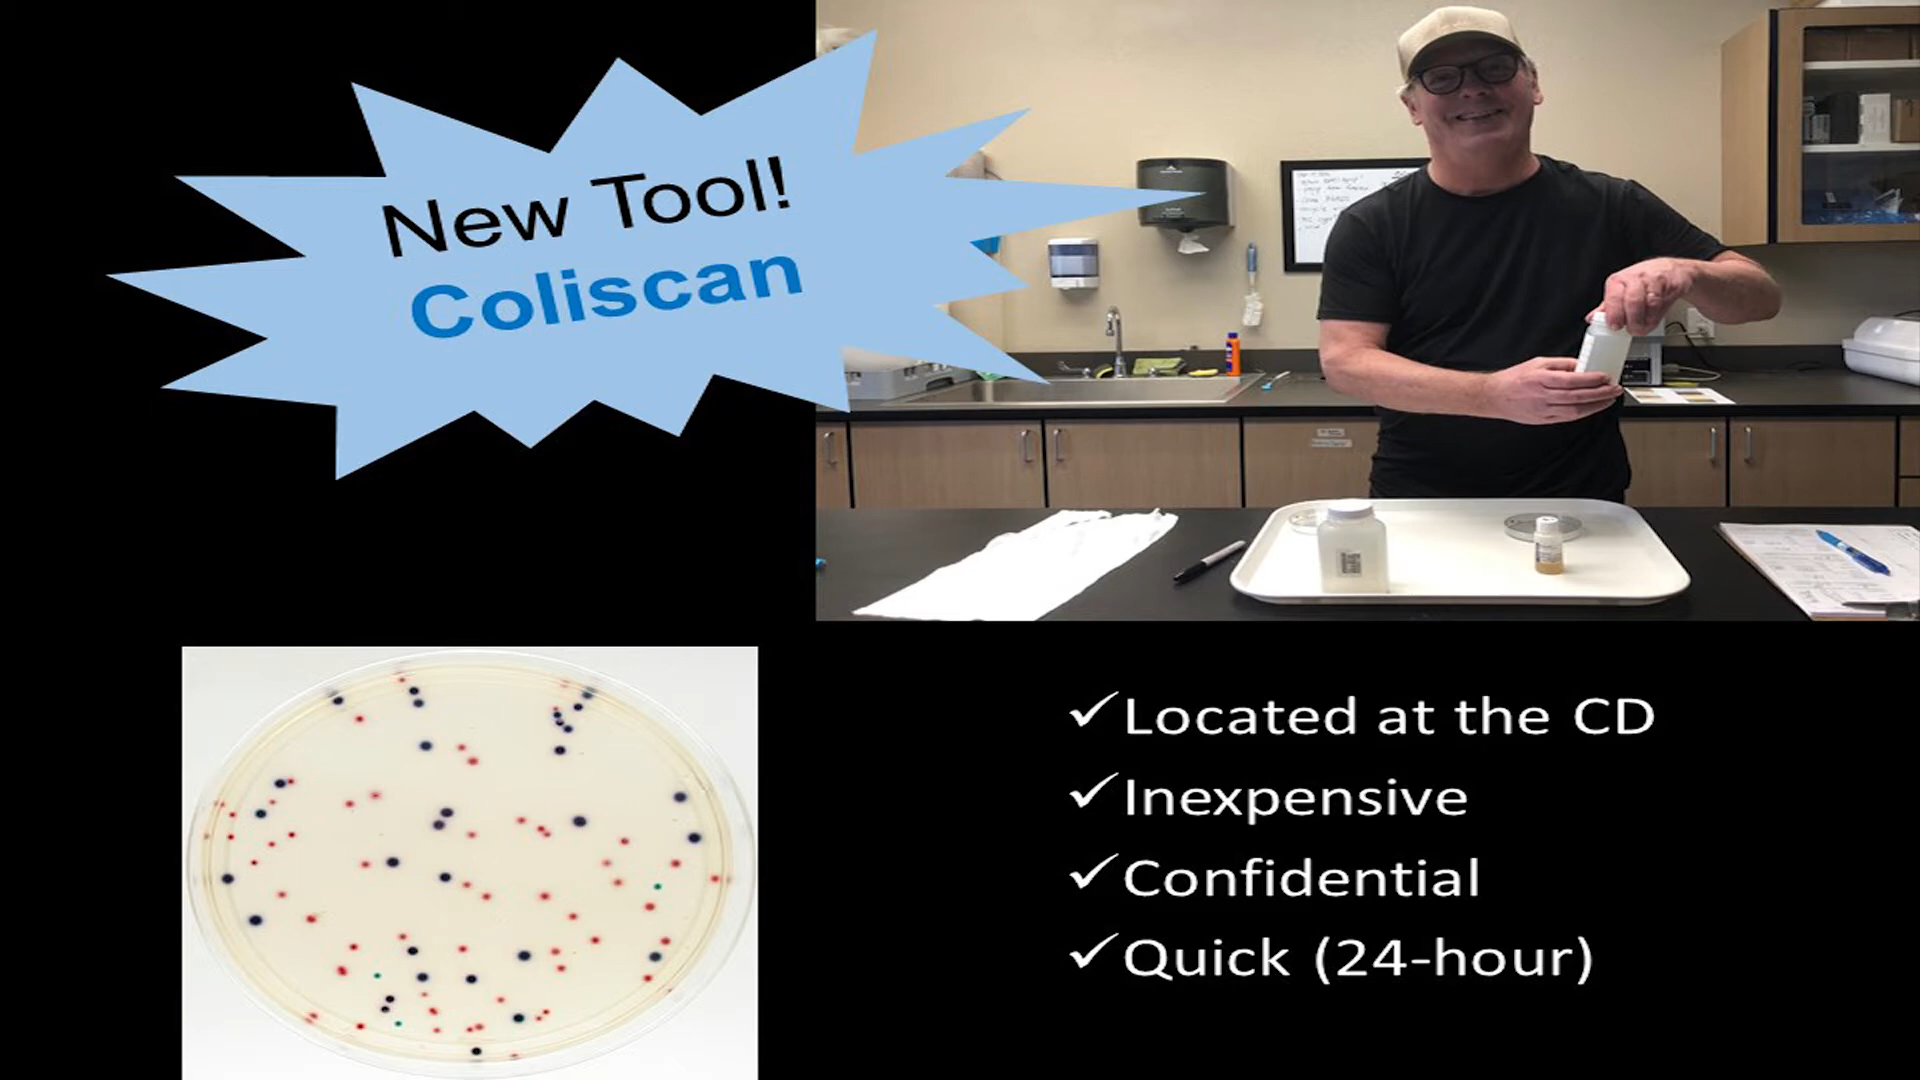 New Tool!
Coliscan
✓Located at the CD
✓Inexpensive
✓Confidential
✓Quick (24-hour)